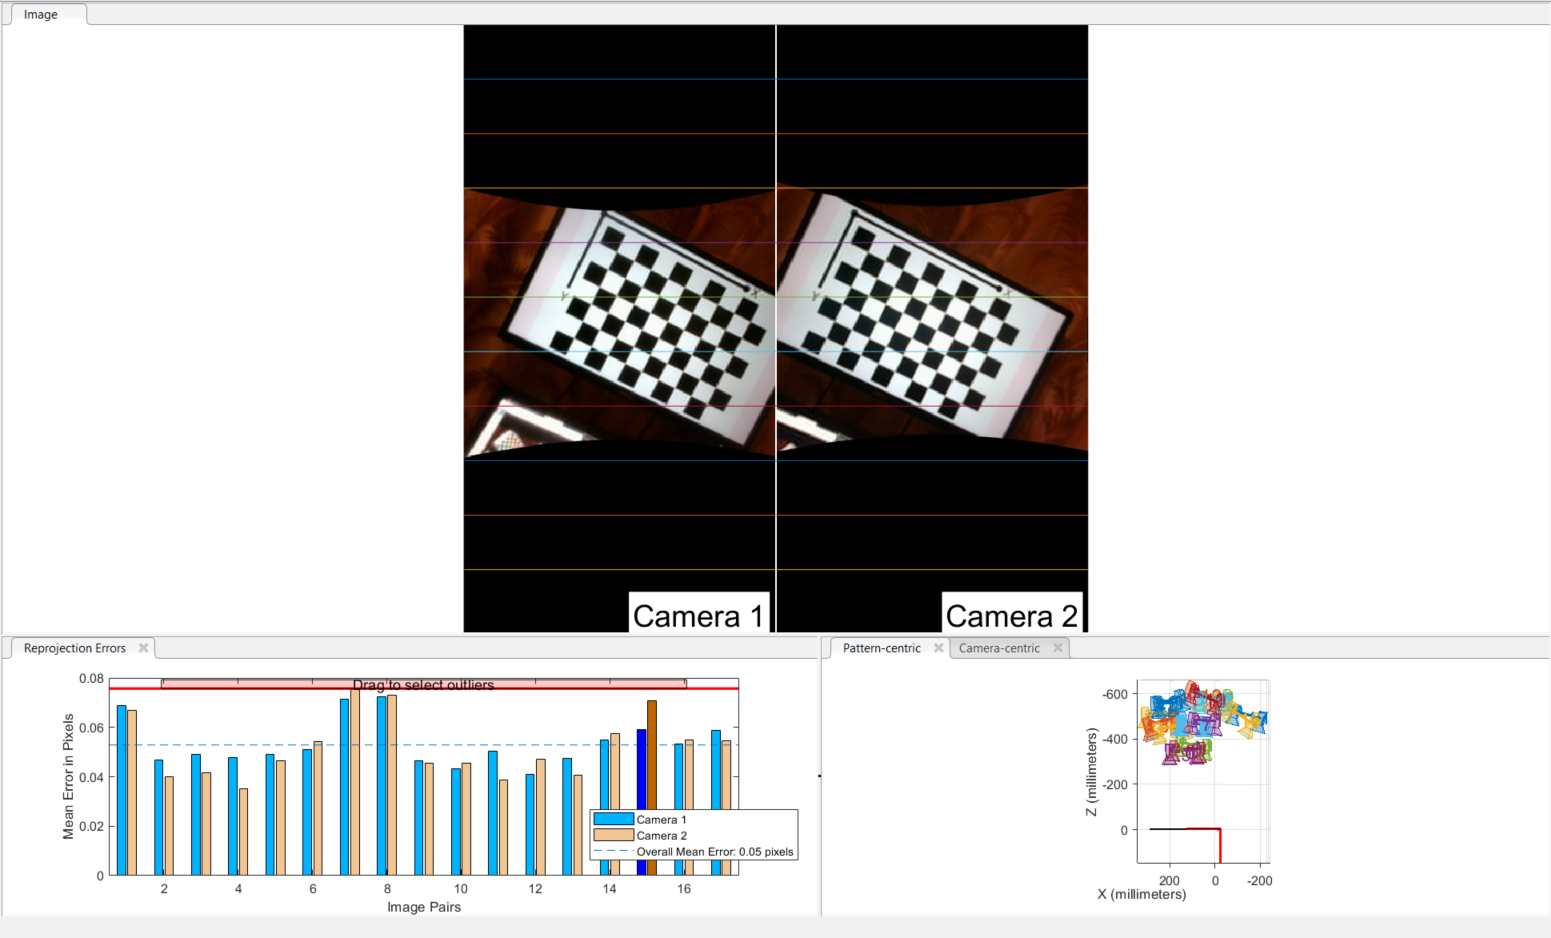 Image
Camera 1
Camera 2
Reprojection Errors
0.08
0.06
0.04
0.02
0
Mean Error in Pixels
Drag to select outliers
Camera 1
Camera 2
Overall Mean Error: 0.05 pixels
2 4 6 8 10 12 14 16
Image Pairs
Pattern-centric
Camera-centric
-600
-400
-200
0
Z (millimeters)
200 0 -200
X (millimeters)